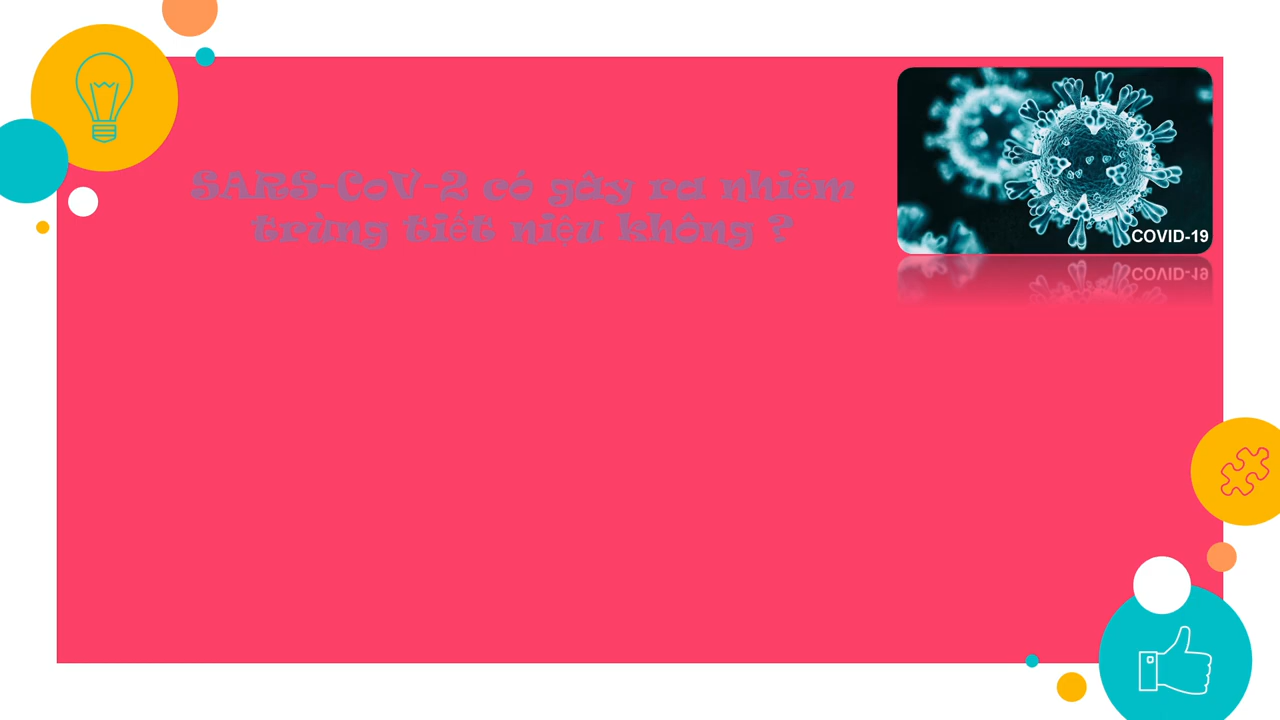 SARS-CoV-2 có gây ra nhiễm
trùng tiết niệu không ?
COVID-19